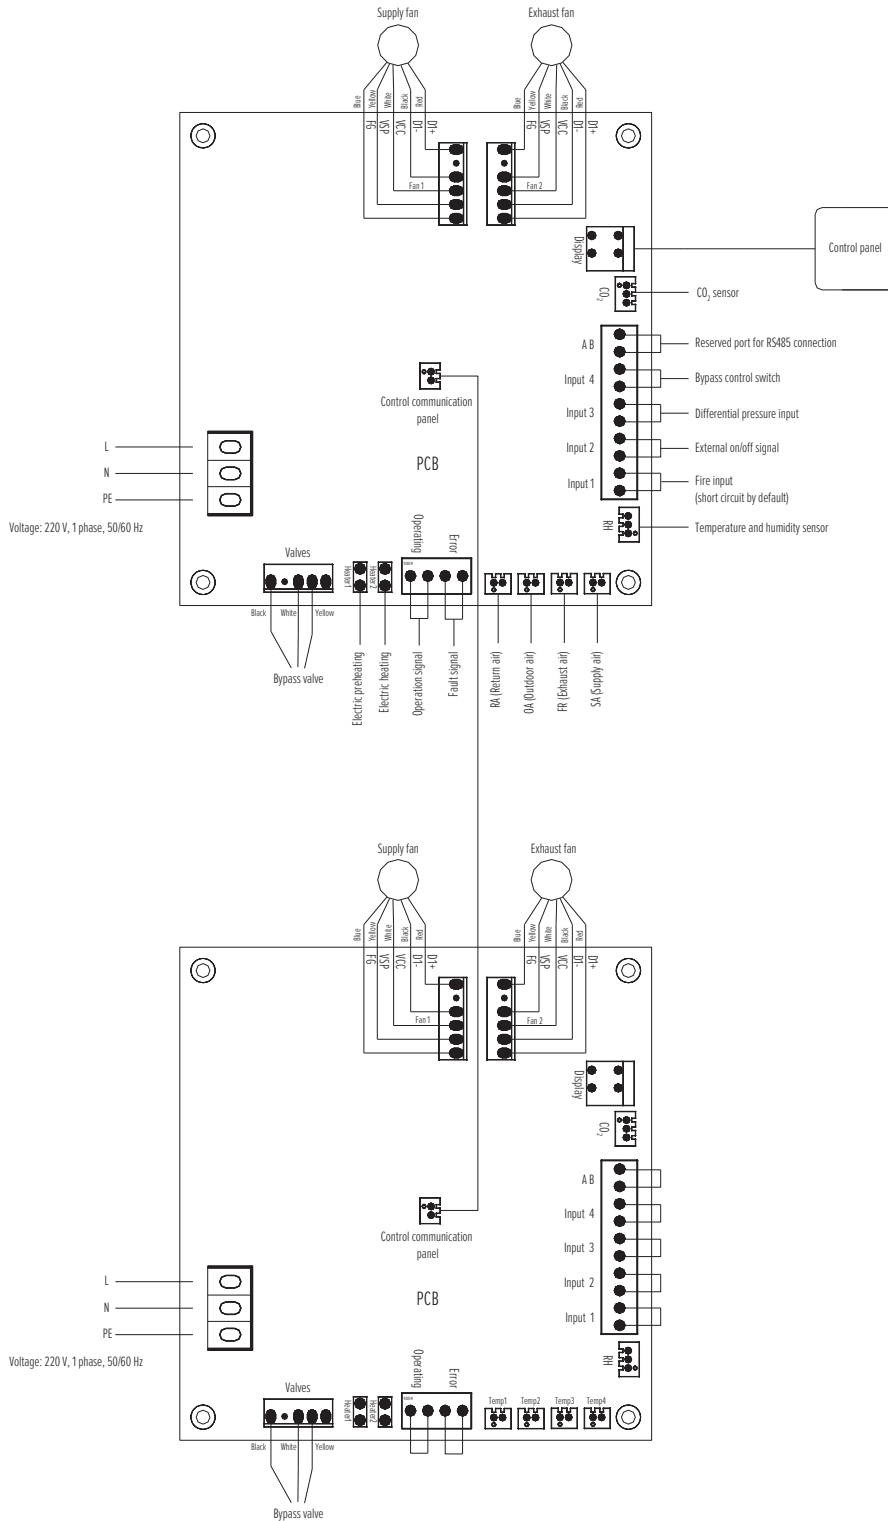 Supply fan
Exhaust fan
Blue
Yellow
White
Black
Red
Blue
Yellow
White
Black
Red
FG
VSP
VCC
D1-
D1+
FG
VSP
VCC
D1-
D1+
Fan 1
Fan 2
Display
Control panel
CO₂
CO₂ sensor
A B
Reserved port for RS485 connection
Input 4
Bypass control switch
Control communication
panel
Input 3
Differential pressure input
Input 2
External on/off signal
L
N
PE
PCB
Input 1
Fire input
(short circuit by default)
Voltage: 220 V, 1 phase, 50/60 Hz
RH
Temperature and humidity sensor
Valves
Heater1
Heater2
Operating
Error
Black
White
Yellow
Bypass valve
Electric preheating
Electric heating
Operation signal
Fault signal
RA (Return air)
OA (Outdoor air)
FR (Exhaust air)
SA (Supply air)
Supply fan
Exhaust fan
Blue
Yellow
White
Black
Red
Blue
Yellow
White
Black
Red
FG
VSP
VCC
D1-
D1+
FG
VSP
VCC
D1-
D1+
Fan 1
Fan 2
Display
CO₂
A B
Input 4
Control communication
panel
Input 3
Input 2
L
N
PE
PCB
Input 1
Voltage: 220 V, 1 phase, 50/60 Hz
RH
Valves
Heater1
Heater2
Operating
Error
Temp1
Temp2
Temp3
Temp4
Black
White
Yellow
Bypass valve